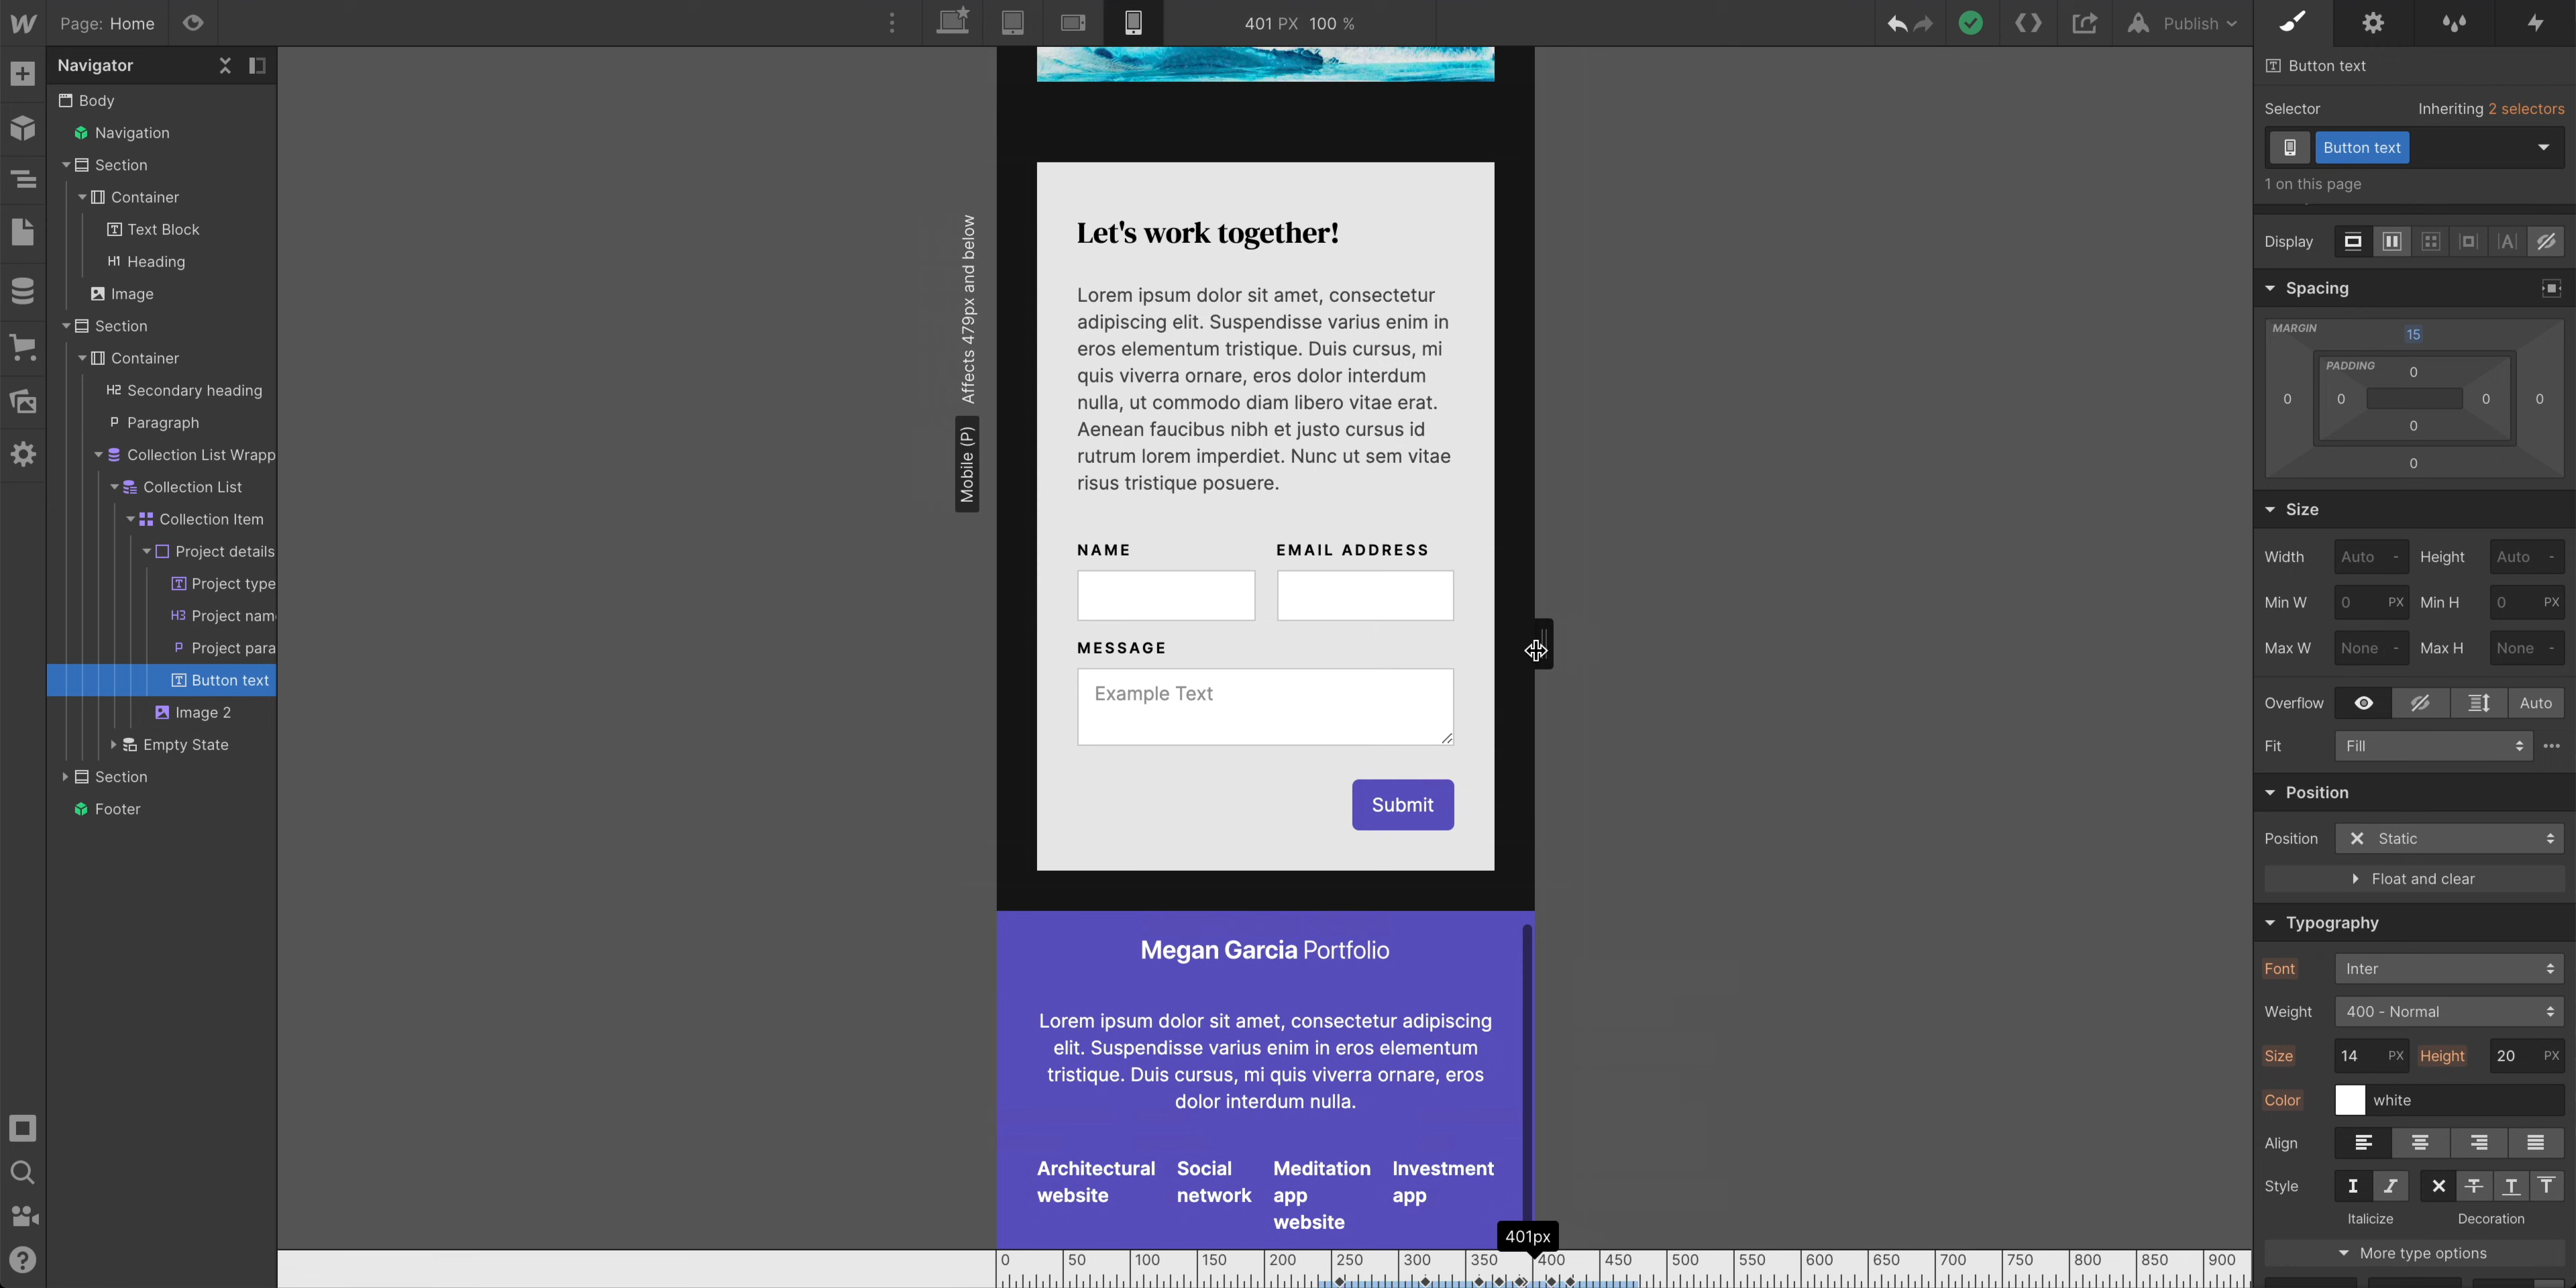 Page: Home
401 PX 100 %
Publish
Navigator
Body
Navigation
Section
Container
Text Block
H1 Heading
Image
Section
Container
H2 Secondary heading
P Paragraph
Collection List Wrapp
Collection List
Collection Item
Project details
Project type
H3 Project nam
P Project para
Button text
Image 2
Empty State
Section
Footer
Affects 479px and below
Mobile (P)
Let's work together!
Lorem ipsum dolor sit amet, consectetur
adipiscing elit. Suspendisse varius enim in
eros elementum tristique. Duis cursus, mi
quis viverra ornare, eros dolor interdum
nulla, ut commodo diam libero vitae erat.
Aenean faucibus nibh et justo cursus id
rutrum lorem imperdiet. Nunc ut sem vitae
risus tristique posuere.
NAME EMAIL ADDRESS
MESSAGE
Example Text
Submit
Megan Garcia Portfolio
Lorem ipsum dolor sit amet, consectetur adipiscing
elit. Suspendisse varius enim in eros elementum
tristique. Duis cursus, mi quis viverra ornare, eros
dolor interdum nulla.
Architectural Social Meditation Investment
website network app app
website
401px
0 50 100 150 200 250 300 350 400 450 500 550 600 650 700 750 800 850 900
Button text
Selector Inheriting 2 selectors
Button text
1 on this page
Display
Spacing
MARGIN 15
PADDING 0
0 0 0 0
0
0
Size
Width Auto - Height Auto -
Min W 0 PX Min H 0 PX
Max W None - Max H None -
Overflow Auto
Fit Fill
Position
Position Static
Float and clear
Typography
Font Inter
Weight 400 - Normal
Size 14 PX Height 20 PX
Color white
Align
Style
Italicize Decoration
More type options